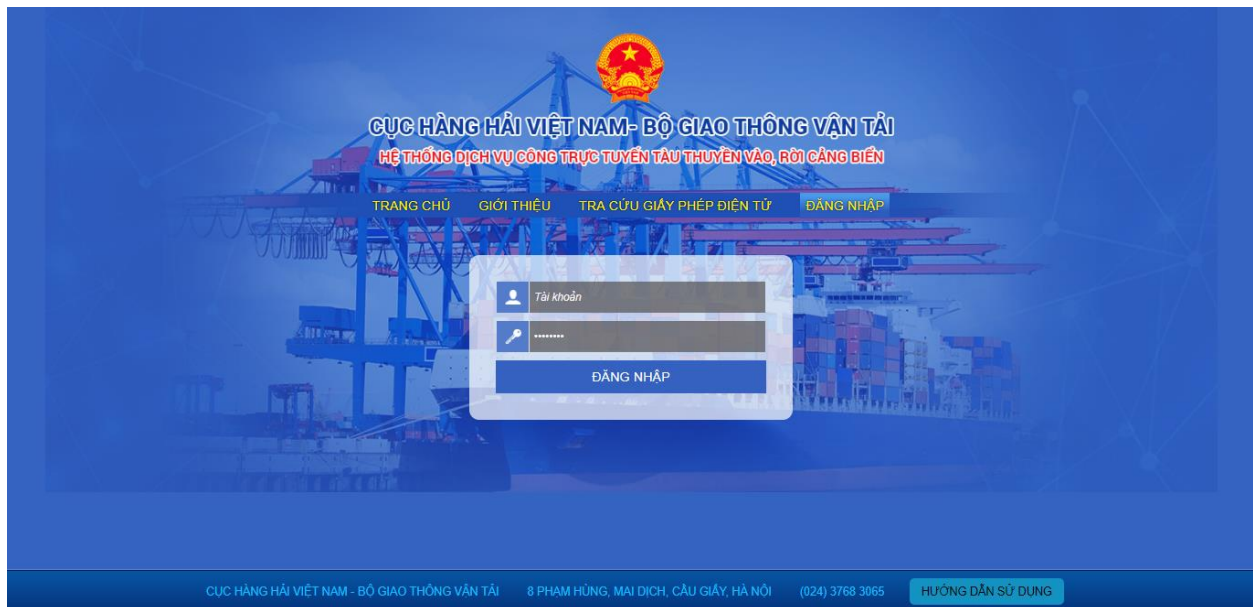 CỤC HÀNG HẢI VIỆT NAM- BỘ GIAO THÔNG VẬN TẢI
HỆ THỐNG DỊCH VỤ CÔNG TRỰC TUYẾN TÀU THUYỀN VÀO, RỜI CẢNG BIỂN
TRANG CHỦ GIỚI THIỆU TRA CỨU GIẤY PHÉP ĐIỆN TỬ ĐĂNG NHẬP
Tài khoản
••••••••
ĐĂNG NHẬP
CỤC HÀNG HẢI VIỆT NAM - BỘ GIAO THÔNG VẬN TẢI 8 PHẠM HÙNG, MAI DỊCH, CẦU GIẤY, HÀ NỘI (024) 3768 3065 HƯỚNG DẪN SỬ DỤNG